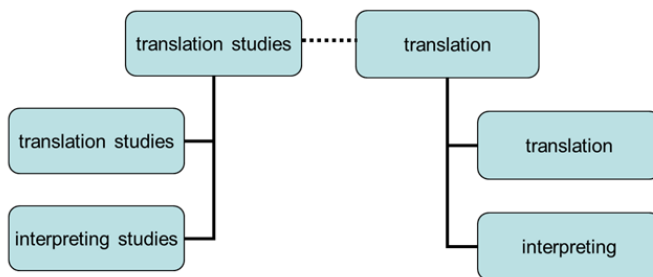 translation studies
translation
translation studies
translation
interpreting studies
interpreting